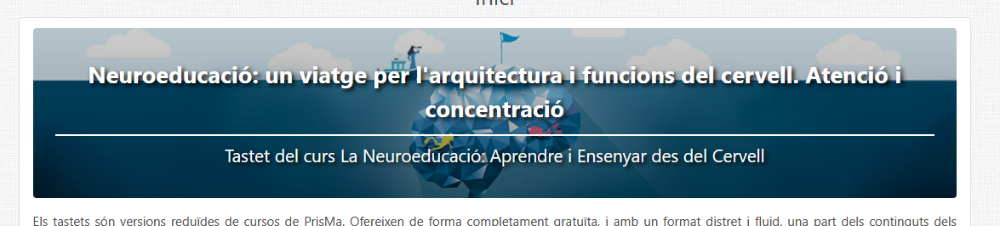 Inici
Neuroeducació: un viatge per l'arquitectura i funcions del cervell. Atenció i
concentració
Tastet del curs La Neuroeducació: Aprendre i Ensenyar des del Cervell
Els tastets són versions reduïdes de cursos de PrisMa. Ofereixen de forma completament gratuïta, i amb un format distret i fluid, una part dels continguts dels